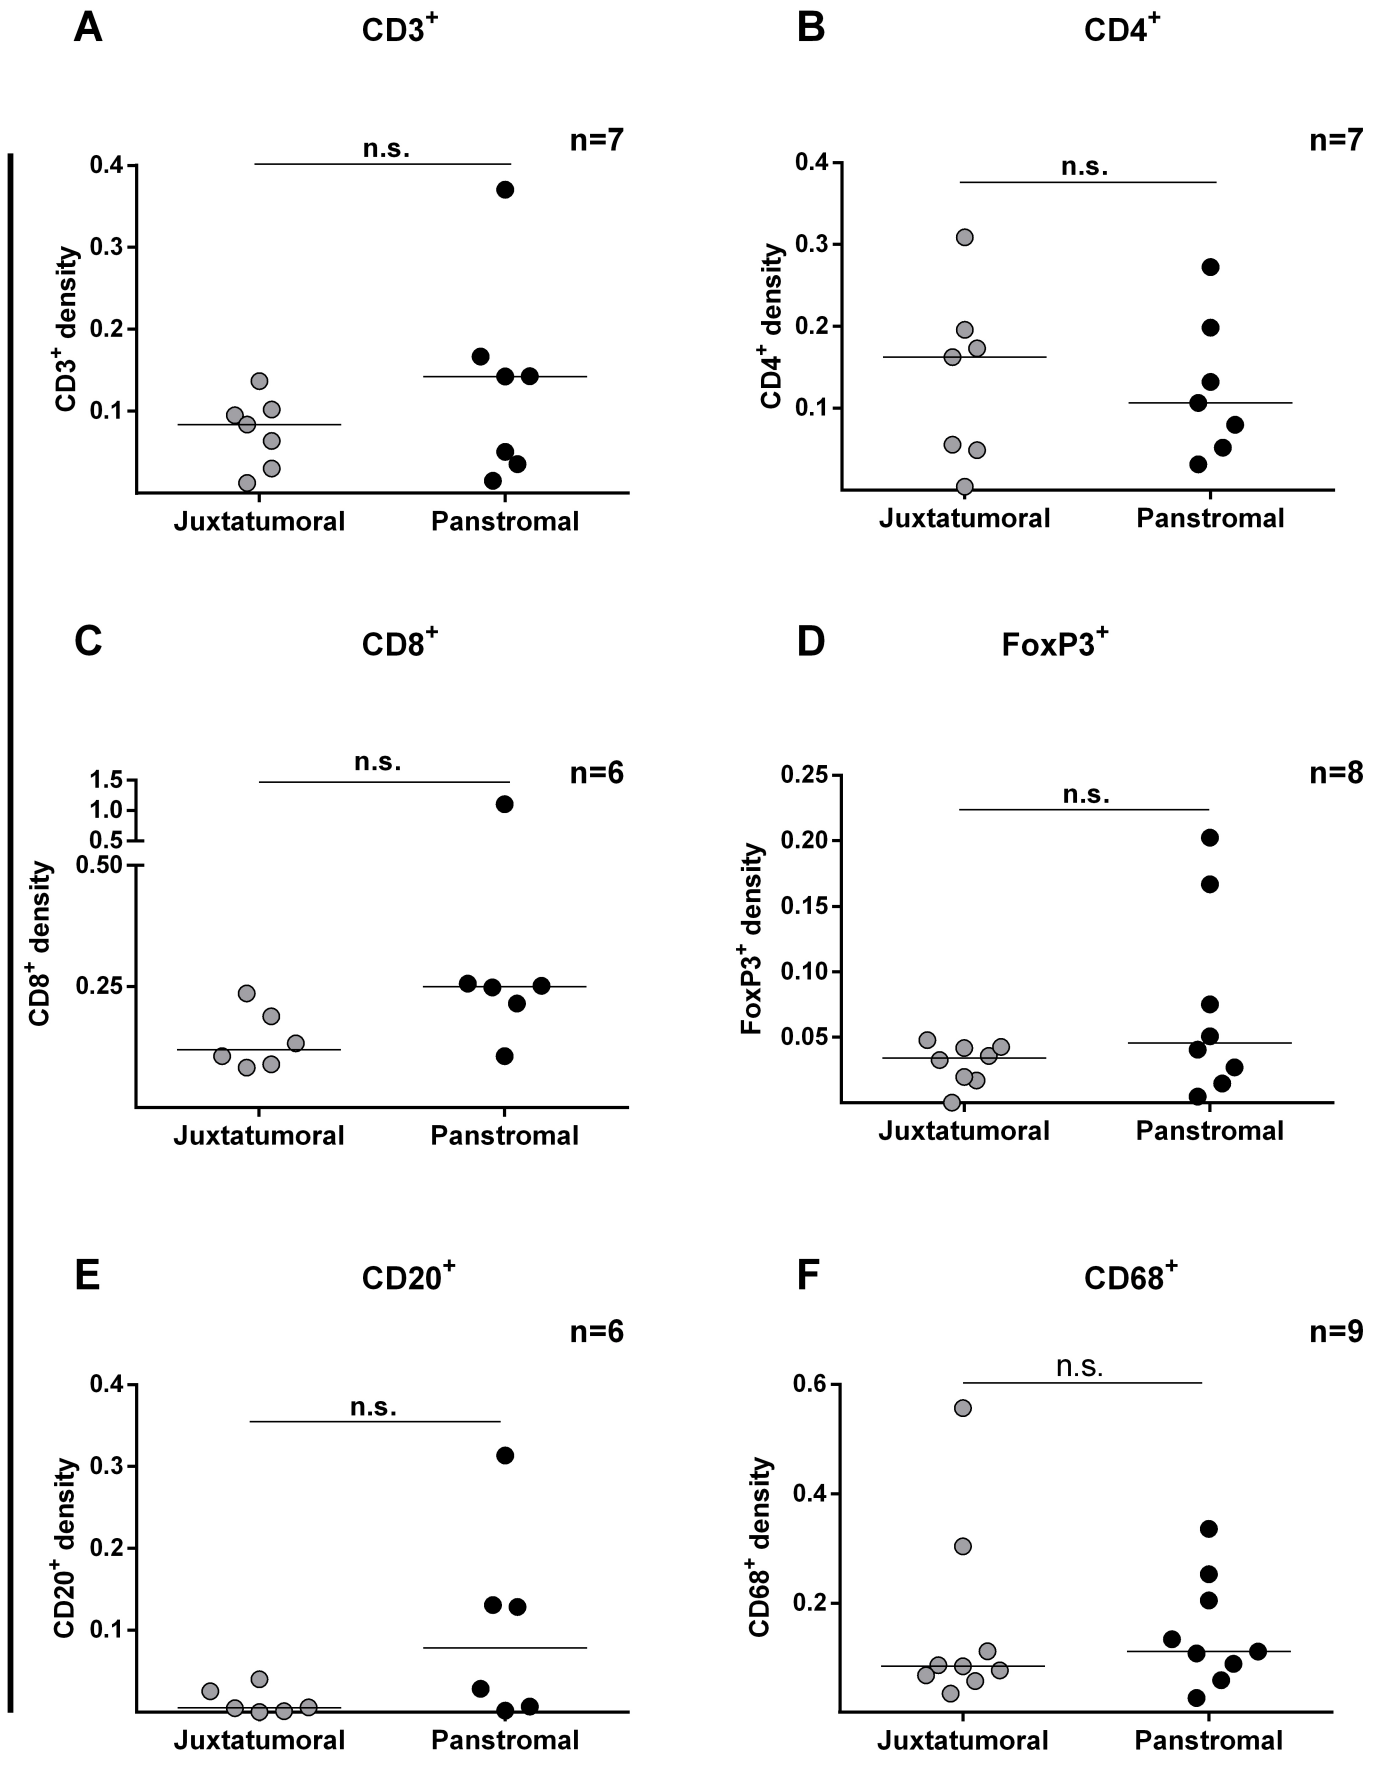 A CD3+
n=7
n.s.
0.4
0.3
0.2
0.1
CD3+ density
Juxtatumoral Panstromal
B CD4+
n=7
n.s.
0.4
0.3
0.2
0.1
CD4+ density
Juxtatumoral Panstromal
C CD8+
n=6
n.s.
1.5
1.0
0.5
0.50
0.25
CD8+ density
Juxtatumoral Panstromal
D FoxP3+
n=8
n.s.
0.25
0.20
0.15
0.10
0.05
FoxP3+ density
Juxtatumoral Panstromal
E CD20+
n=6
n.s.
0.4
0.3
0.2
0.1
CD20+ density
Juxtatumoral Panstromal
F CD68+
n=9
n.s.
0.6
0.4
0.2
CD68+ density
Juxtatumoral Panstromal